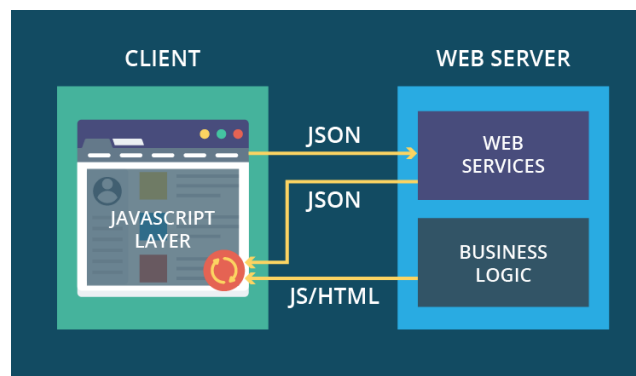 CLIENT
WEB SERVER
JSON
WEB
SERVICES
JSON
JAVASCRIPT
LAYER
BUSINESS
LOGIC
JS/HTML